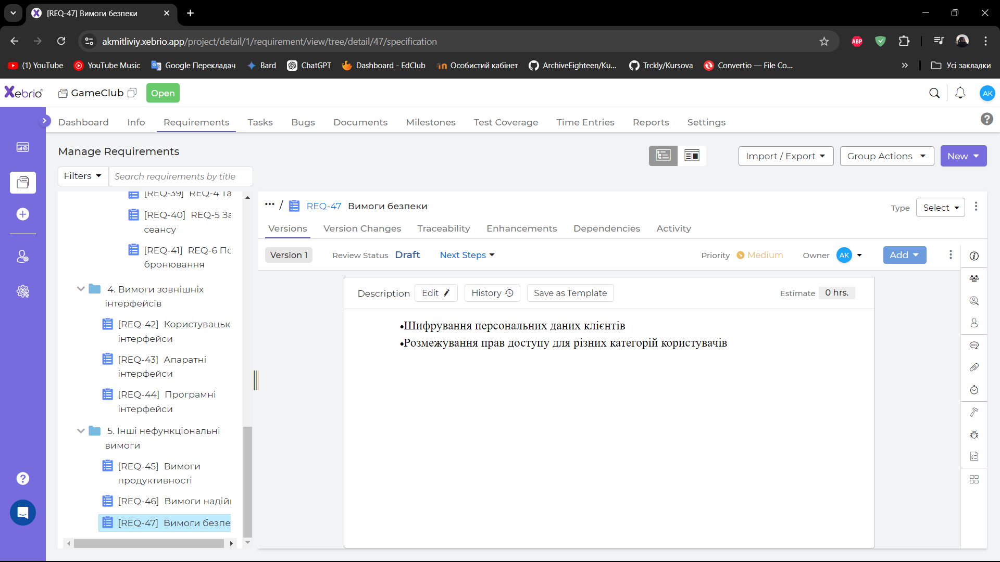 [REQ-47] Вимоги безпеки
akmitliviy.xebrio.app/project/detail/1/requirement/view/tree/detail/47/specification
ABP
(1) YouTube YouTube Music Google Перекладач Bard ChatGPT Dashboard - EdClub Особистий кабінет ArchiveEighteen/Ku... Trckly/Kursova Convertio — File Co... Усі закладки
Xebrio GameClub Open AK
Dashboard Info Requirements Tasks Bugs Documents Milestones Test Coverage Time Entries Reports Settings
Manage Requirements
Import / Export Group Actions New
Filters Search requirements by title
[REQ-39] REQ-4 Та
[REQ-40] REQ-5 За
сеансу
[REQ-41] REQ-6 По
бронювання
4. Вимоги зовнішніх
інтерфейсів
[REQ-42] Користувацьк
інтерфейси
[REQ-43] Апаратні
інтерфейси
[REQ-44] Програмні
інтерфейси
5. Інші нефункціональні
вимоги
[REQ-45] Вимоги
продуктивності
[REQ-46] Вимоги надій
[REQ-47] Вимоги безпе
... / REQ-47 Вимоги безпеки
Type Select
Versions Version Changes Traceability Enhancements Dependencies Activity
Version 1 Review Status Draft Next Steps Priority Medium Owner AK Add
Description Edit History Save as Template Estimate 0 hrs.
•Шифрування персональних даних клієнтів
•Розмежування прав доступу для різних категорій користувачів